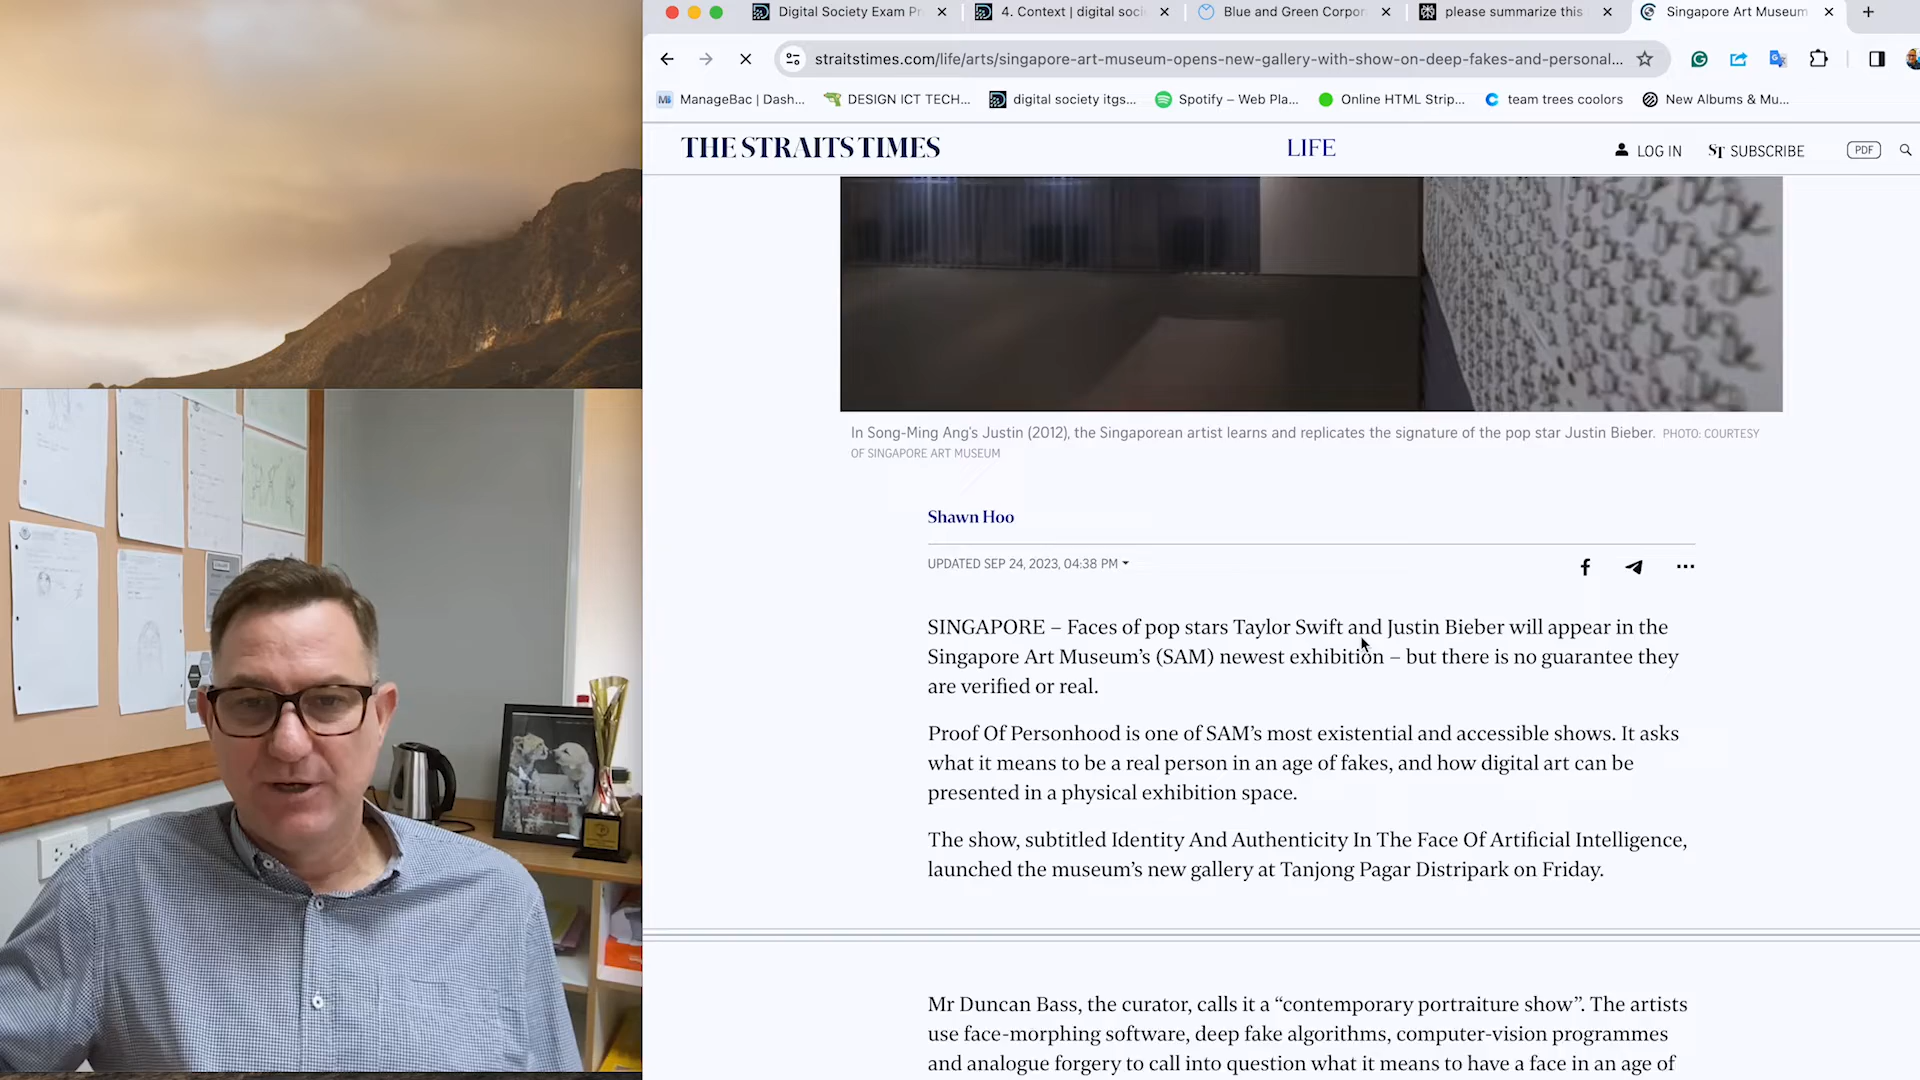 Digital Society Exam Pr
4. Context | digital soci
Blue and Green Corpor
please summarize this
Singapore Art Museum
straitstimes.com/life/arts/singapore-art-museum-opens-new-gallery-with-show-on-deep-fakes-and-personal...
ManageBac | Dash...
DESIGN ICT TECH...
digital society itgs...
Spotify – Web Pla...
Online HTML Strip...
team trees coolors
New Albums & Mu...
THE STRAITS TIMES
LIFE
LOG IN
ST SUBSCRIBE
PDF
In Song-Ming Ang's Justin (2012), the Singaporean artist learns and replicates the signature of the pop star Justin Bieber. PHOTO: COURTESY
OF SINGAPORE ART MUSEUM
Shawn Hoo
UPDATED SEP 24, 2023, 04:38 PM
SINGAPORE – Faces of pop stars Taylor Swift and Justin Bieber will appear in the
Singapore Art Museum's (SAM) newest exhibition – but there is no guarantee they
are verified or real.
Proof Of Personhood is one of SAM's most existential and accessible shows. It asks
what it means to be a real person in an age of fakes, and how digital art can be
presented in a physical exhibition space.
The show, subtitled Identity And Authenticity In The Face Of Artificial Intelligence,
launched the museum's new gallery at Tanjong Pagar Distripark on Friday.
Mr Duncan Bass, the curator, calls it a “contemporary portraiture show”. The artists
use face-morphing software, deep fake algorithms, computer-vision programmes
and analogue forgery to call into question what it means to have a face in an age of